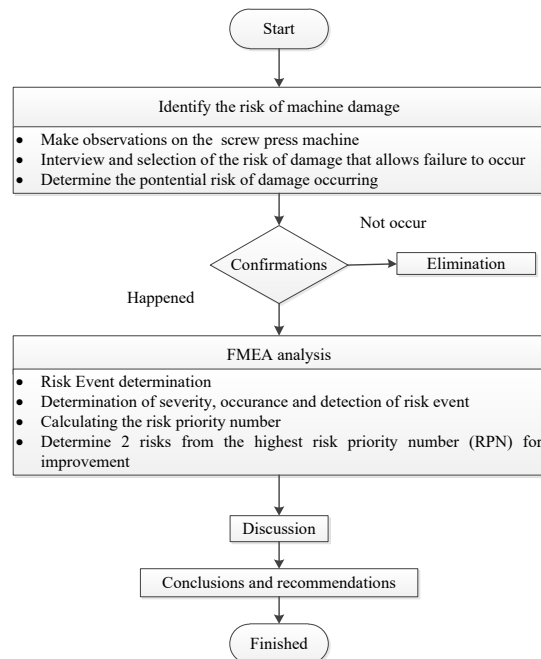 Start
Identify the risk of machine damage
• Make observations on the screw press machine
• Interview and selection of the risk of damage that allows failure to occur
• Determine the pontential risk of damage occurring
Not occur
Confirmations
Elimination
Happened
FMEA analysis
• Risk Event determination
• Determination of severity, occurance and detection of risk event
• Calculating the risk priority number
• Determine 2 risks from the highest risk priority number (RPN) for
improvement
Discussion
Conclusions and recommendations
Finished